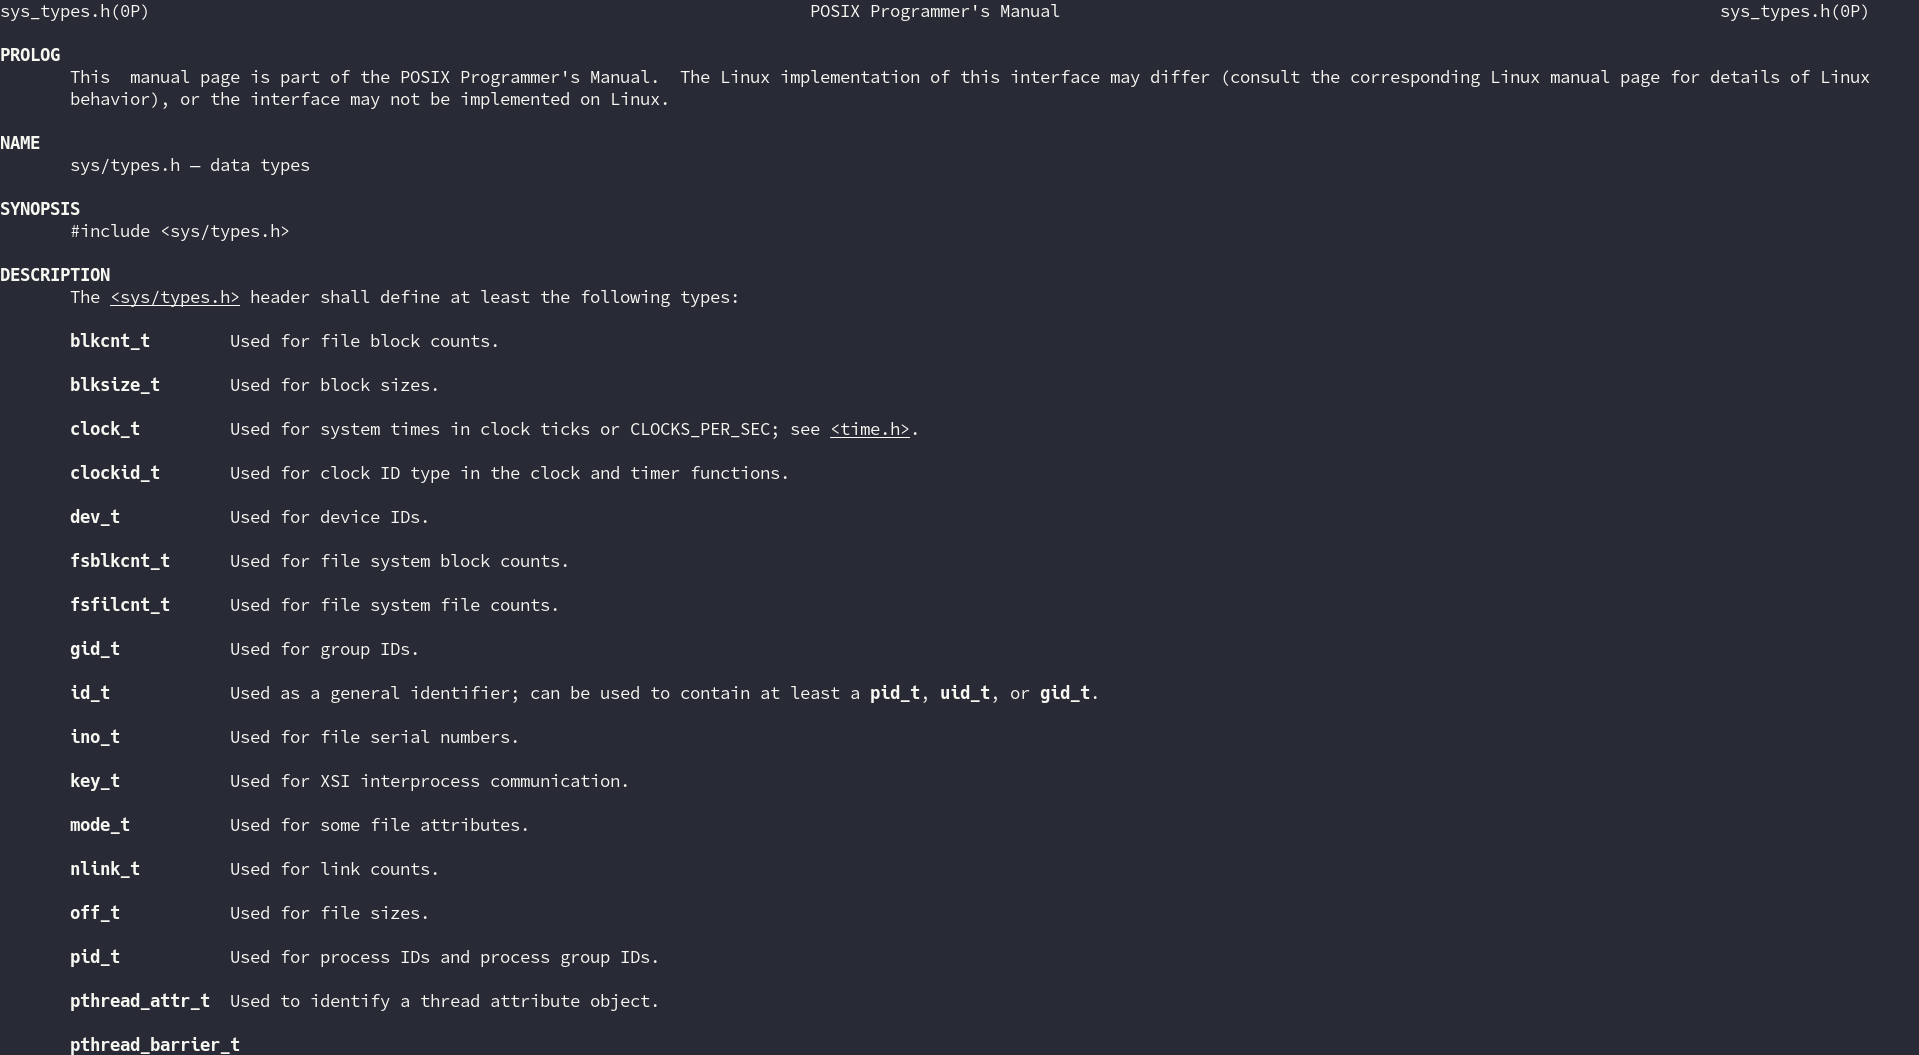 sys_types.h(0P) POSIX Programmer's Manual sys_types.h(0P)
PROLOG
This  manual page is part of the POSIX Programmer's Manual.  The Linux implementation of this interface may differ (consult the corresponding Linux manual page for details of Linux
behavior), or the interface may not be implemented on Linux.
NAME
sys/types.h — data types
SYNOPSIS
#include <sys/types.h>
DESCRIPTION
The <sys/types.h> header shall define at least the following types:
blkcnt_t Used for file block counts.
blksize_t Used for block sizes.
clock_t Used for system times in clock ticks or CLOCKS_PER_SEC; see <time.h>.
clockid_t Used for clock ID type in the clock and timer functions.
dev_t Used for device IDs.
fsblkcnt_t Used for file system block counts.
fsfilcnt_t Used for file system file counts.
gid_t Used for group IDs.
id_t Used as a general identifier; can be used to contain at least a pid_t, uid_t, or gid_t.
ino_t Used for file serial numbers.
key_t Used for XSI interprocess communication.
mode_t Used for some file attributes.
nlink_t Used for link counts.
off_t Used for file sizes.
pid_t Used for process IDs and process group IDs.
pthread_attr_t Used to identify a thread attribute object.
pthread_barrier_t